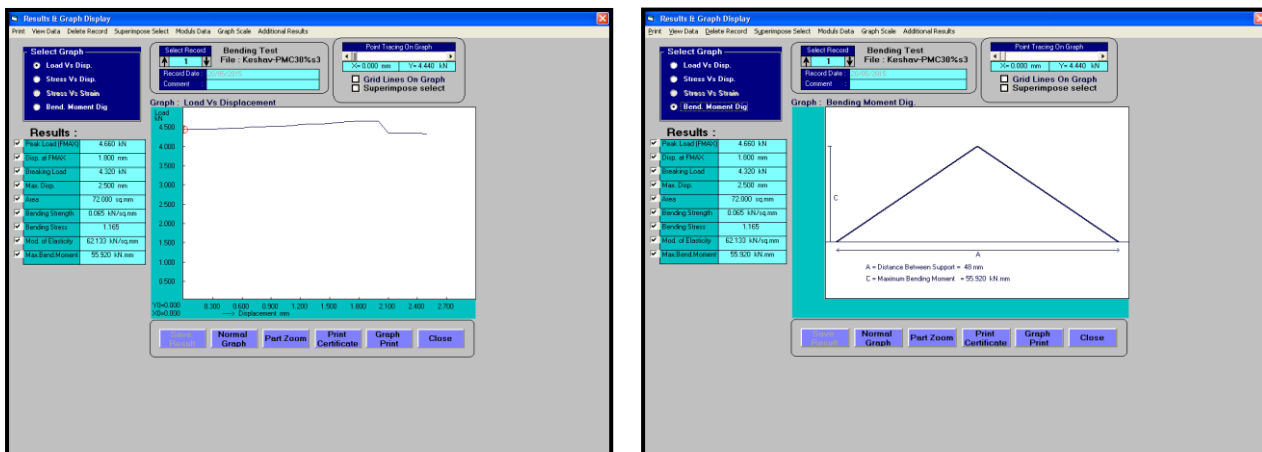 Results & Graph Display
Print View Data Delete Record Superimpose Select Moduls Data Graph Scale Additional Results
Select Graph
Load Vs Disp.
Stress Vs Disp.
Stress Vs Strain
Bend. Moment Dig
Select Record
1
Bending Test
File : Keshav-PMC30%s3
Record Date :
Comment :
Point Tracing On Graph
X= 0.000 mm Y= 4.440 kN
Grid Lines On Graph
Superimpose select
Graph : Load Vs Displacement
Results :
Peak Load (FMAX) 4.660 kN
Disp. at FMAX 1.800 mm
Breaking Load 4.320 kN
Max. Disp. 2.500 mm
Area 72.000 sq.mm
Bending Strength 0.065 kN/sq.mm
Bending Stress 1.165
Mod. of Elasticity 62.133 kN/sq.mm
Max.Bend.Moment 55.920 kN.mm
Load
kN
4.500
4.000
3.500
3.000
2.500
2.000
1.500
1.000
0.500
Y0=0.000
X0=0.000
0.300 0.600 0.900 1.200 1.500 1.800 2.100 2.400 2.700
Displacement mm
Save Result
Normal Graph
Part Zoom
Print Certificate
Graph Print
Close
Results & Graph Display
Print View Data Delete Record Superimpose Select Moduls Data Graph Scale Additional Results
Select Graph
Load Vs Disp.
Stress Vs Disp.
Stress Vs Strain
Bend. Moment Dig
Select Record
1
Bending Test
File : Keshav-PMC30%s3
Record Date :
Comment :
Point Tracing On Graph
X= 0.000 mm Y= 4.440 kN
Grid Lines On Graph
Superimpose select
Graph : Bending Moment Dig.
Results :
Peak Load (FMAX) 4.660 kN
Disp. at FMAX 1.800 mm
Breaking Load 4.320 kN
Max. Disp. 2.500 mm
Area 72.000 sq.mm
Bending Strength 0.065 kN/sq.mm
Bending Stress 1.165
Mod. of Elasticity 62.133 kN/sq.mm
Max.Bend.Moment 55.920 kN.mm
C
A
A = Distance Between Support = 48 mm
C = Maximum Bending Moment = 55.920 kN.mm
Save Result
Normal Graph
Part Zoom
Print Certificate
Graph Print
Close